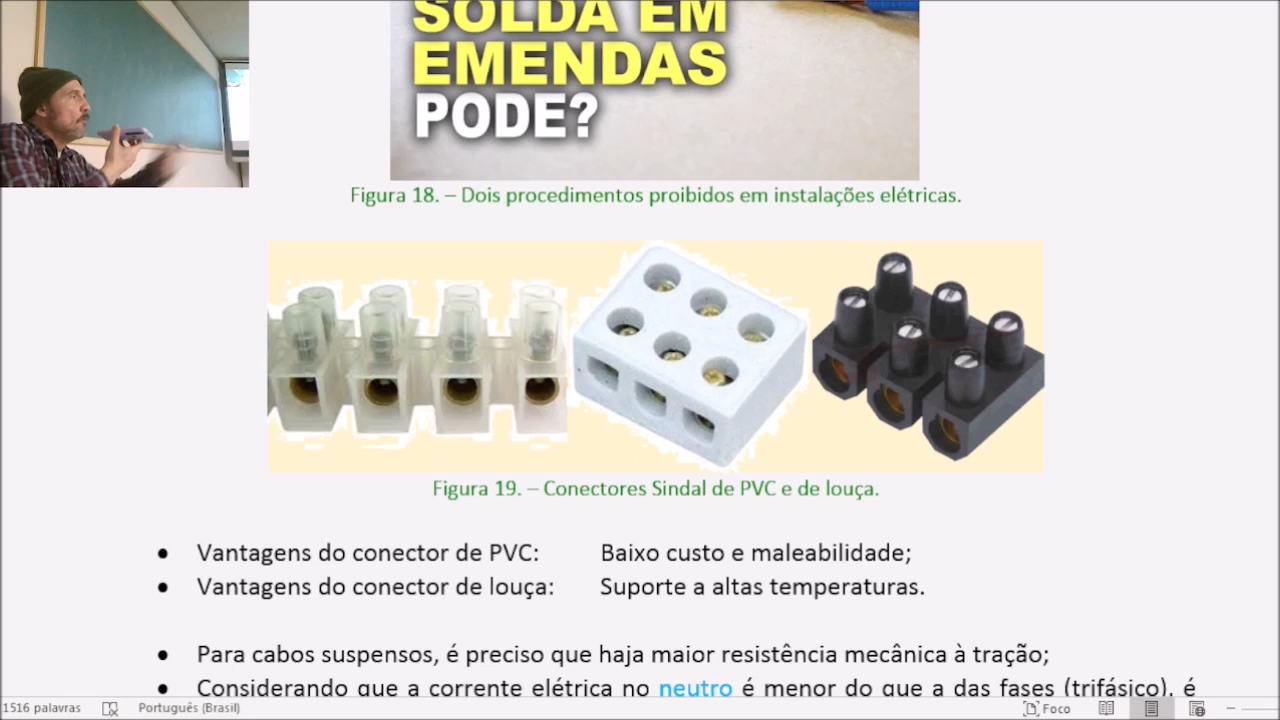 SOLDA EM
EMENDAS
PODE?
Figura 18. – Dois procedimentos proibidos em instalações elétricas.
Figura 19. – Conectores Sindal de PVC e de louça.
• Vantagens do conector de PVC: Baixo custo e maleabilidade;
• Vantagens do conector de louça: Suporte a altas temperaturas.
• Para cabos suspensos, é preciso que haja maior resistência mecânica à tração;
• Considerando que a corrente elétrica no neutro é menor do que a das fases (trifásico), é
1516 palavras Português (Brasil) Foco